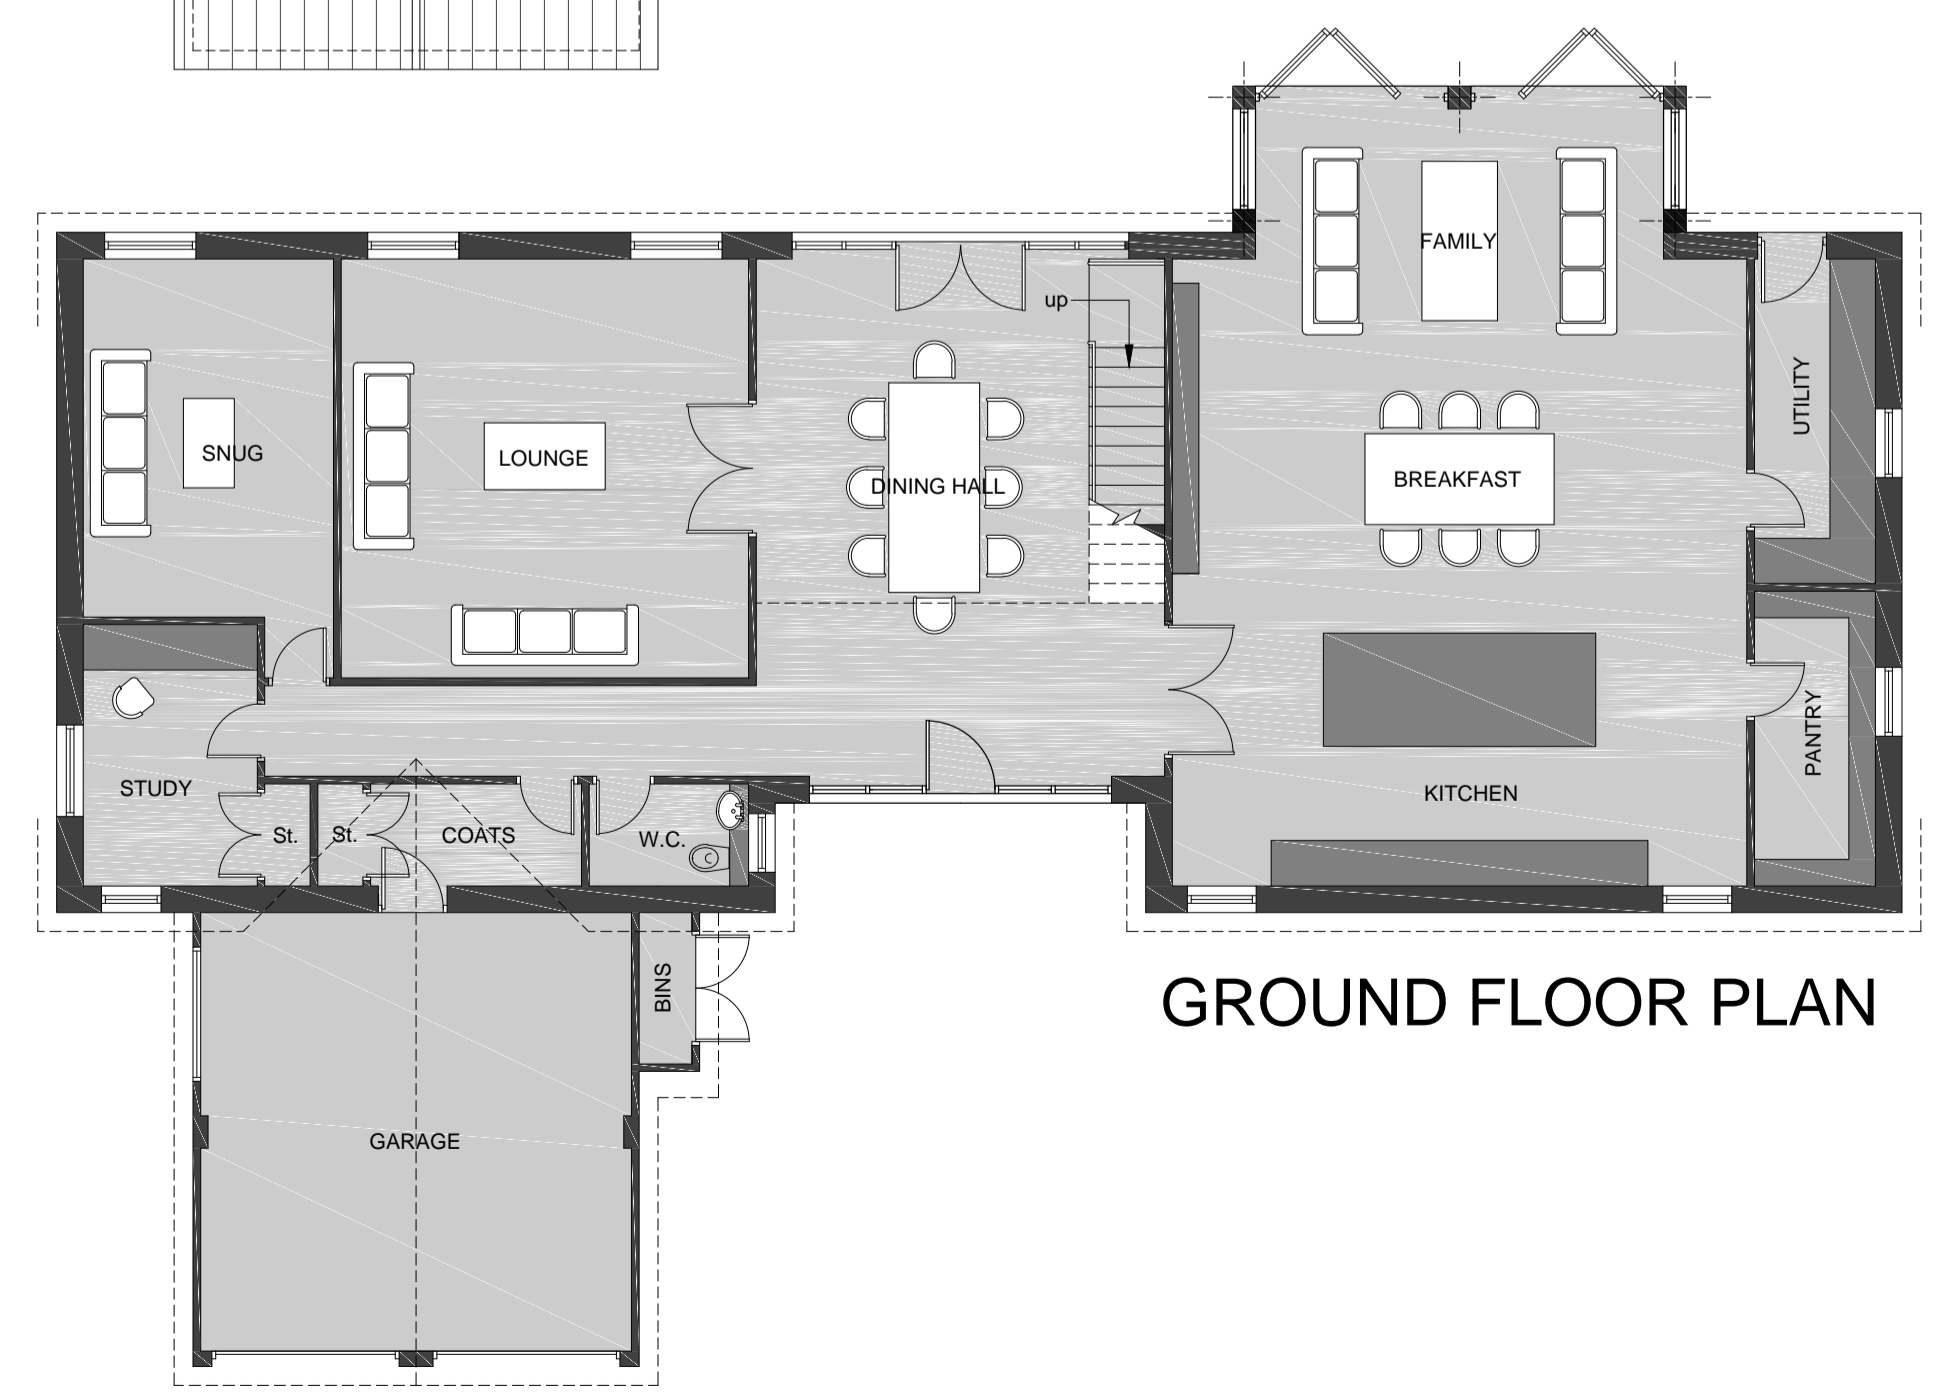 FAMILY
up
UTILITY
SNUG
LOUNGE
DINING HALL
BREAKFAST
PANTRY
STUDY
St.
St.
COATS
W.C.
KITCHEN
BINS
GROUND FLOOR PLAN
GARAGE